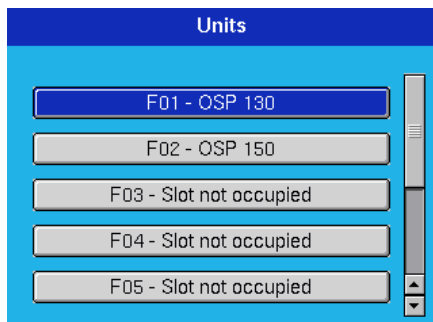 Units
F01 - OSP 130
F02 - OSP 150
F03 - Slot not occupied
F04 - Slot not occupied
F05 - Slot not occupied